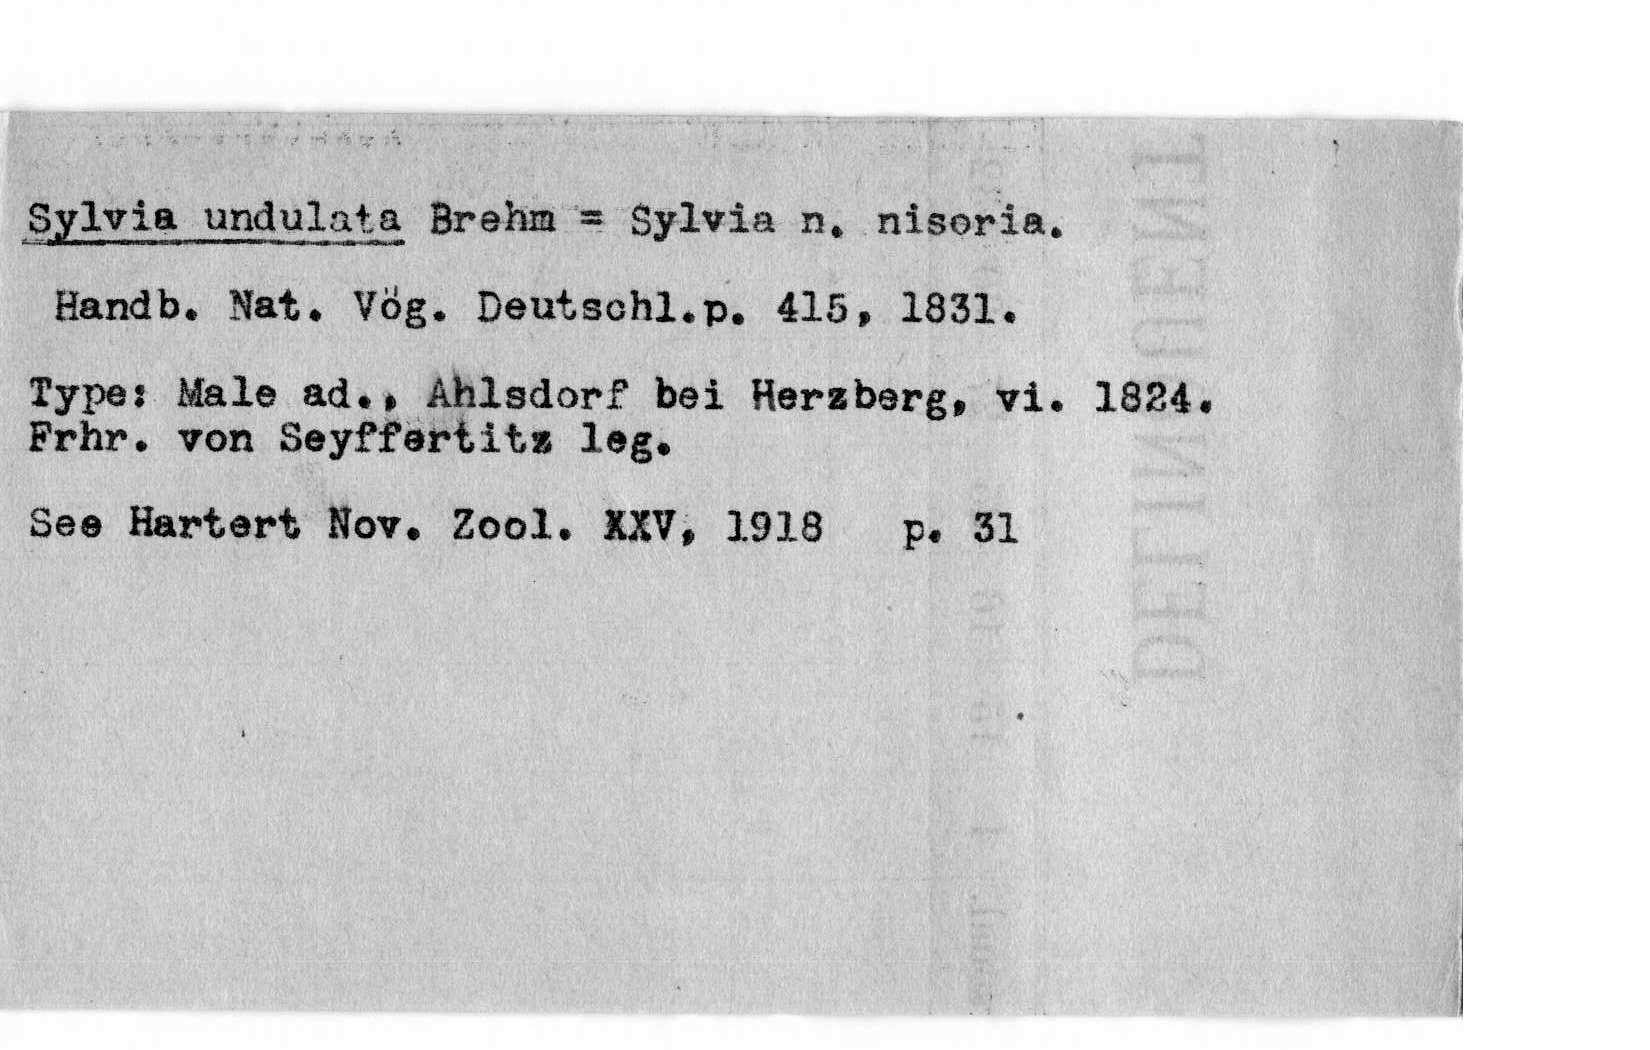 Sylvia undulata Brehm = Sylvia n. nisoria.
Handb. Nat. Vög. Deutschl.p. 415, 1831.
Type: Male ad., Ahlsdorf bei Herzberg, vi. 1824.
Frhr. von Seyffertitz leg.
See Hartert Nov. Zool. XXV, 1918 p. 31
DELINQUENT